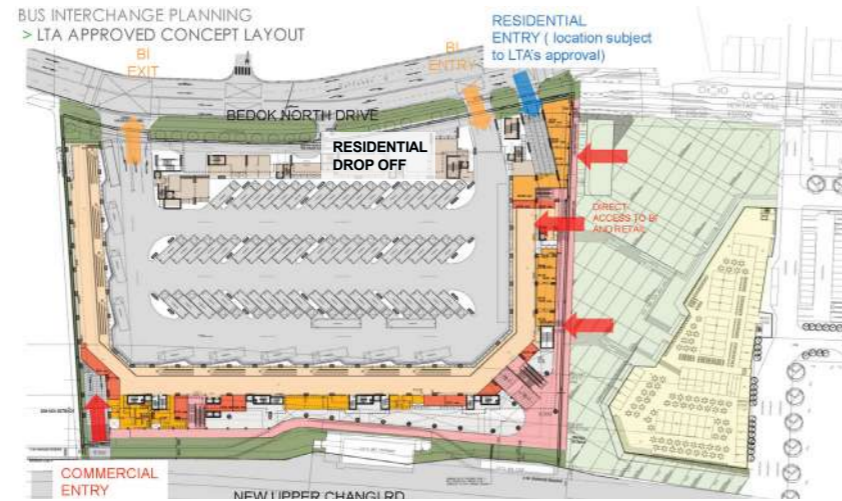 BUS INTERCHANGE PLANNING
> LTA APPROVED CONCEPT LAYOUT
RESIDENTIAL
ENTRY ( location subject
to LTA's approval)
BI
EXIT
BI
ENTRY
BEDOK NORTH DRIVE
RESIDENTIAL
DROP OFF
DIRECT
ACCESS TO BI
AND RETAIL
COMMERCIAL
ENTRY
NEW UPPER CHANGI RD